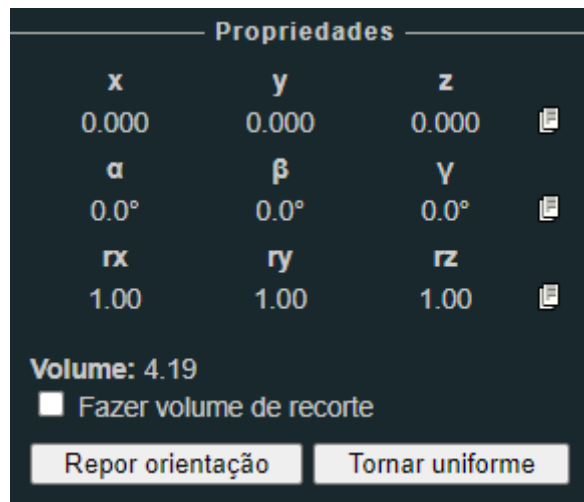 Propriedades
x y z
0.000 0.000 0.000
α β γ
0.0° 0.0° 0.0°
rx ry rz
1.00 1.00 1.00
Volume: 4.19
Fazer volume de recorte
Repor orientação Tornar uniforme